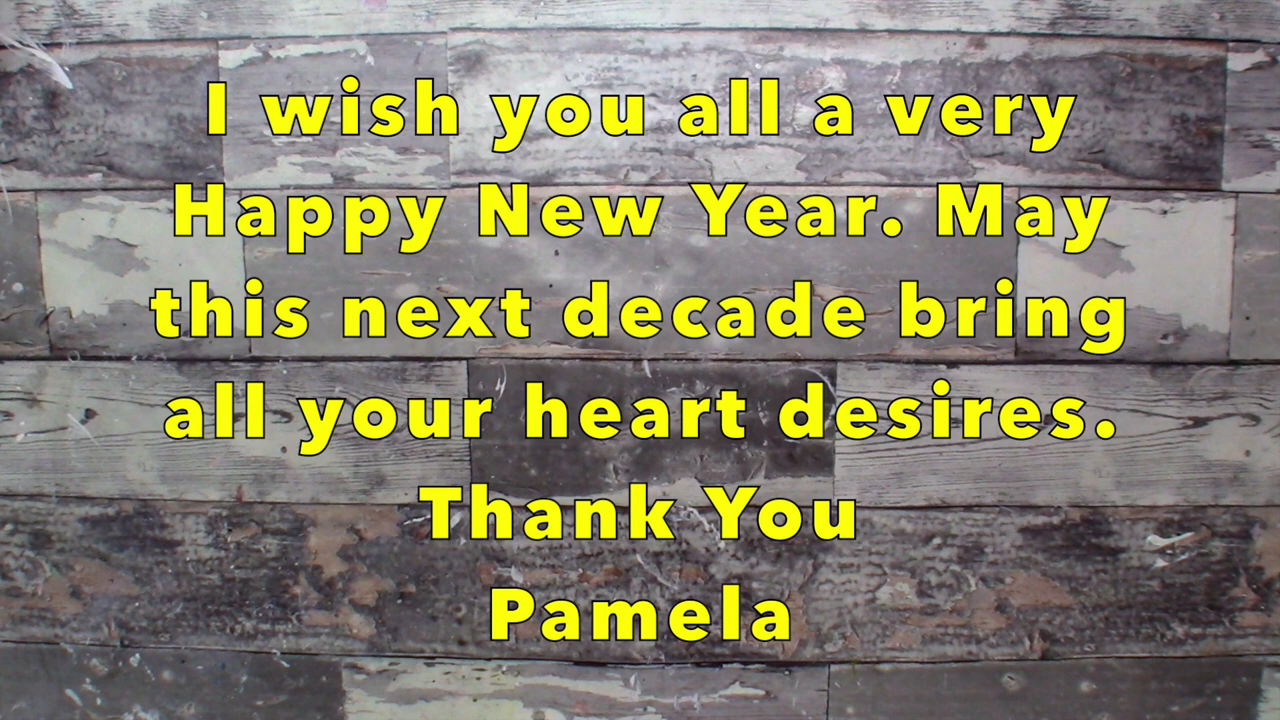 I wish you all a very
Happy New Year. May
this next decade bring
all your heart desires.
Thank You
Pamela